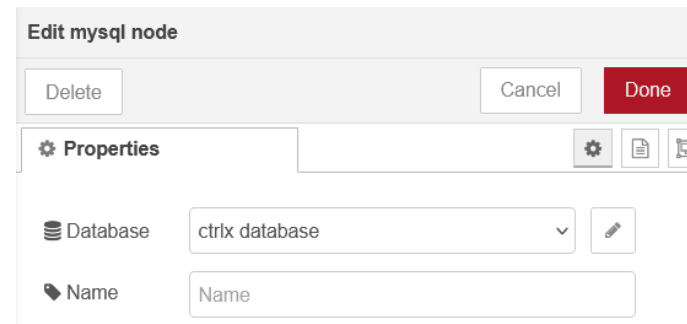 Edit mysql node
Delete Cancel Done
Properties
Database ctrlx database
Name Name